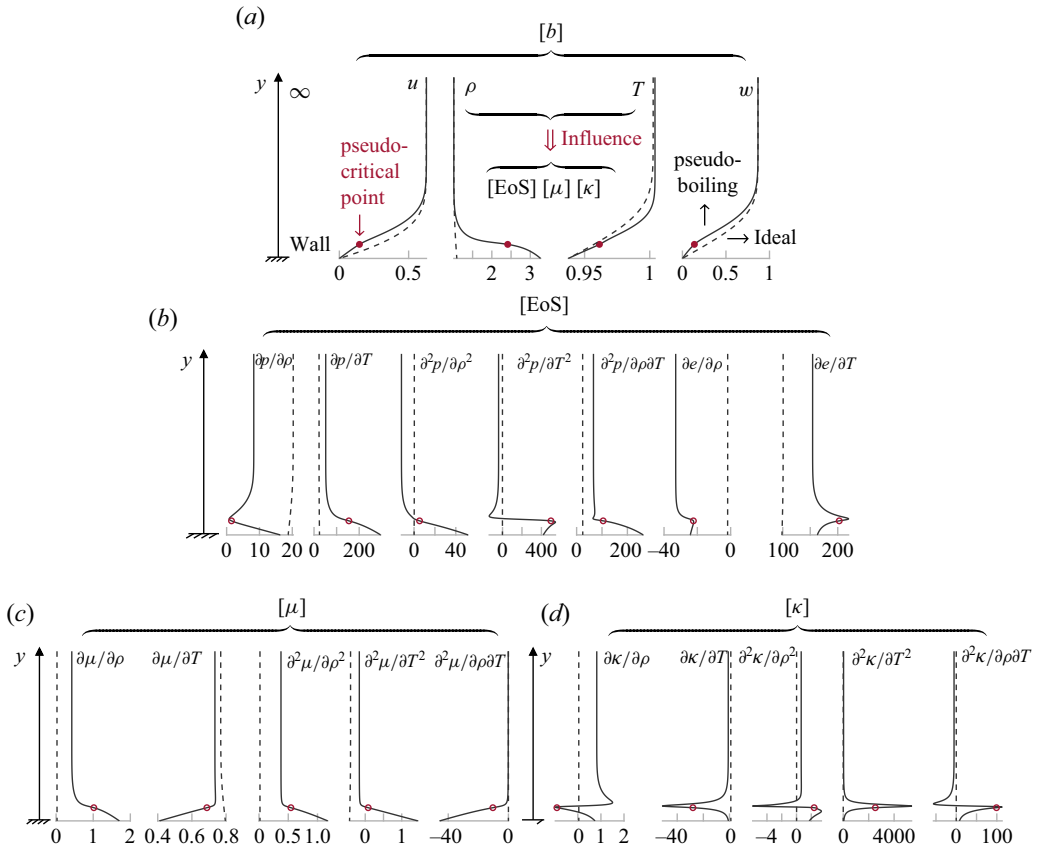 (a)
[b]
y
∞
u
ρ
T
w
pseudo-
critical
point
⇓ Influence
[EoS] [μ] [κ]
pseudo-
boiling
Wall
Ideal
0 0.5 2 3 0.95 1 0 0.5 1
(b)
[EoS]
y ∂p/∂ρ ∂p/∂T ∂²p/∂ρ² ∂²p/∂T² ∂²p/∂ρ∂T ∂e/∂ρ ∂e/∂T
0 10 20 0 200 0 50 0 400 0 200 −40 0 100 200
(c)
[μ]
y ∂μ/∂ρ ∂μ/∂T ∂²μ/∂ρ² ∂²μ/∂T² ∂²μ/∂ρ∂T
0 1 2 0.4 0.6 0.8 0 0.5 1.0 0 1 −40 0
(d)
[κ]
y ∂κ/∂ρ ∂κ/∂T ∂²κ/∂ρ² ∂²κ/∂T² ∂²κ/∂ρ∂T
0 2 −4 0 −4 0 0 4000 0 100